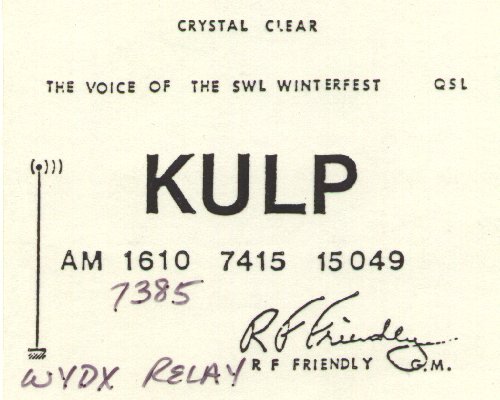 CRYSTAL CLEAR
THE VOICE OF THE SWL WINTERFEST QSL
KULP
AM 1610 7415 15049
7385
R F Friendly
R F FRIENDLY G.M.
WYDX RELAY